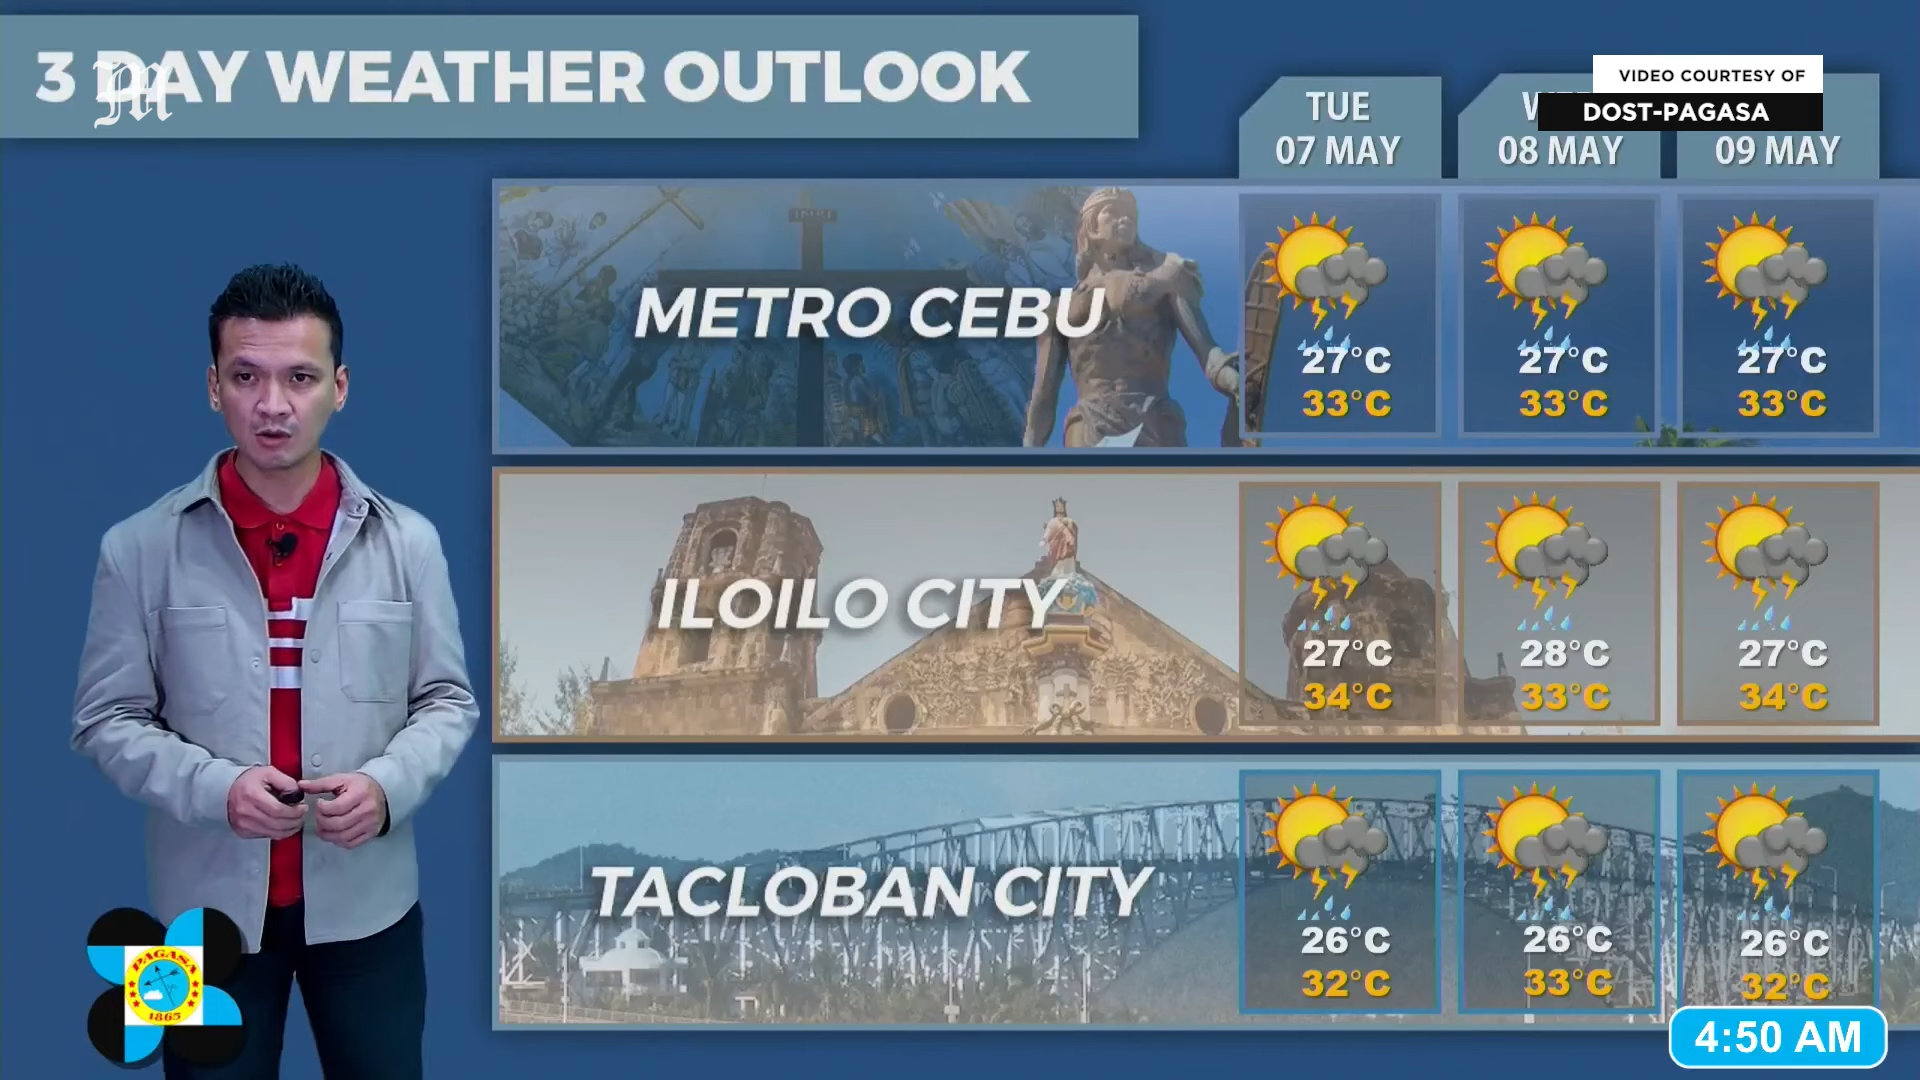 3 DAY WEATHER OUTLOOK
M
VIDEO COURTESY OF
DOST-PAGASA
TUE
07 MAY
08 MAY
09 MAY
INRI
METRO CEBU
27°C
33°C
27°C
33°C
27°C
33°C
ILOILO CITY
27°C
34°C
28°C
33°C
27°C
34°C
TACLOBAN CITY
26°C
32°C
26°C
33°C
26°C
32°C
PAGASA
1865
4:50 AM